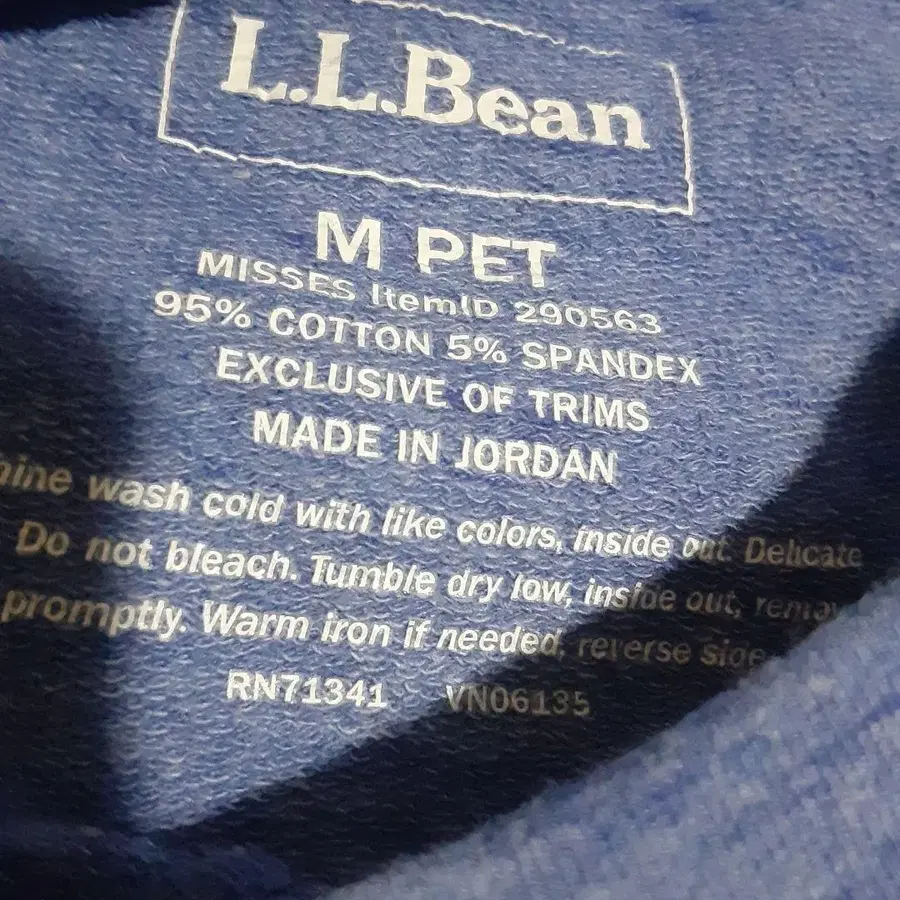 L.L.Bean
M PET
MISSES ItemID 290563
95% COTTON 5% SPANDEX
EXCLUSIVE OF TRIMS
MADE IN JORDAN
hine wash cold with like colors, inside out. Delicate
Do not bleach. Tumble dry low, inside out, remov
promptly. Warm iron if needed, reverse side
RN71341 VN06135